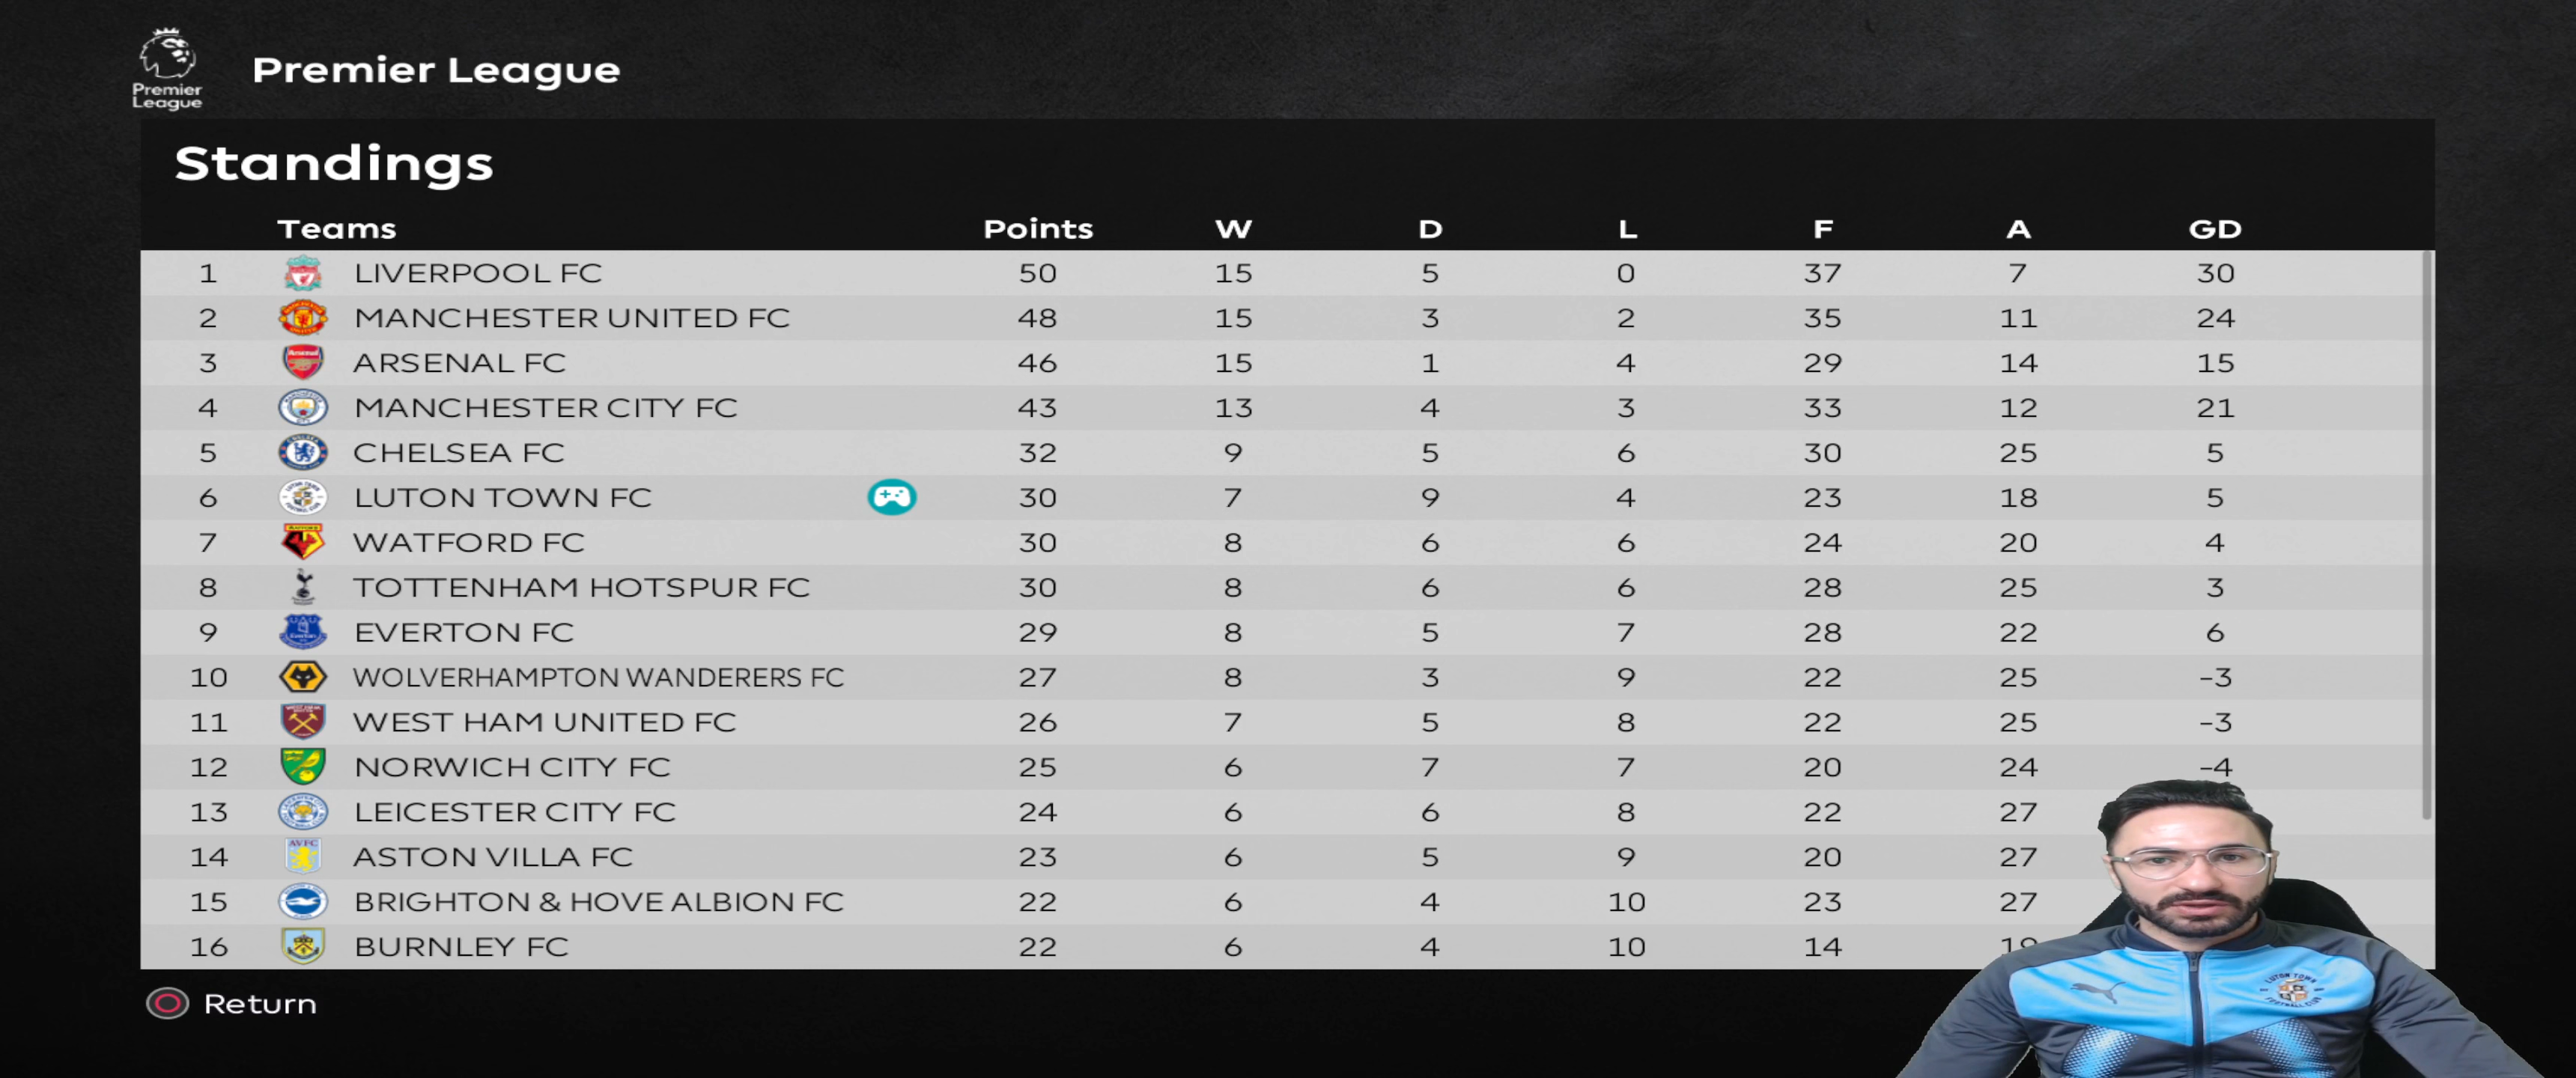 Premier League
Premier
League
Standings
Teams Points W D L F A GD
1 LIVERPOOL FC 50 15 5 0 37 7 30
2 MANCHESTER UNITED FC 48 15 3 2 35 11 24
3 ARSENAL FC 46 15 1 4 29 14 15
4 MANCHESTER CITY FC 43 13 4 3 33 12 21
5 CHELSEA FC 32 9 5 6 30 25 5
6 LUTON TOWN FC 30 7 9 4 23 18 5
7 WATFORD FC 30 8 6 6 24 20 4
8 TOTTENHAM HOTSPUR FC 30 8 6 6 28 25 3
9 EVERTON FC 29 8 5 7 28 22 6
10 WOLVERHAMPTON WANDERERS FC 27 8 3 9 22 25 -3
11 WEST HAM UNITED FC 26 7 5 8 22 25 -3
12 NORWICH CITY FC 25 6 7 7 20 24 -4
13 LEICESTER CITY FC 24 6 6 8 22 27
14 ASTON VILLA FC 23 6 5 9 20 27
15 BRIGHTON & HOVE ALBION FC 22 6 4 10 23 27
16 BURNLEY FC 22 6 4 10 14
Return
LUTON TOWN
FOOTBALL CLUB